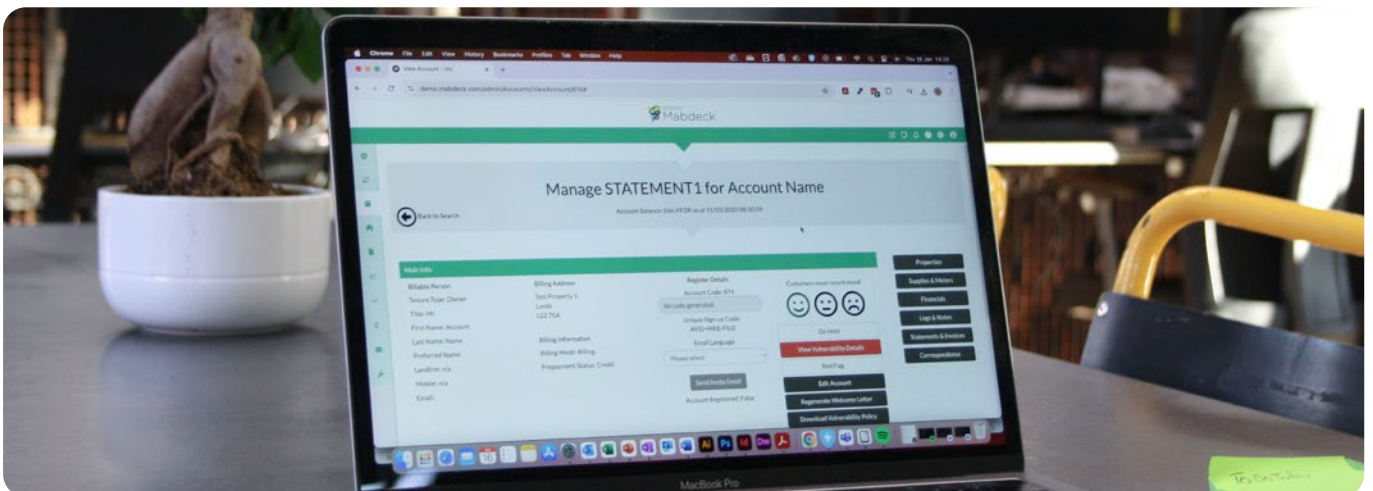 Chrome File Edit View History Bookmarks Profiles Tab Window Help
Thu 18 Jan 14:26
View Account
demo.mabdeck.com/admin/Accounts/ViewAccount/874#
Mabdeck
Manage STATEMENT1 for Account Name
Back to Search
Main Info
Billable Person
Tenure Type: Owner
Title: Mr.
First Name: Account
Last Name: Name
Preferred Name:
Landline: n/a
Mobile: n/a
Email:
Billing Address
Test Property 1
Leeds
Billing Information
Billing Mode: Billing
Prepayment Status: Credit
Register Details
Account Code: 874
No code generated.
Unique Sign-up Code:
Email Language
Please select
Send Invite Email
Account Registered: False
Customers most recent mood
On Hold
View Vulnerability Details
Red Flag
Edit Account
Regenerate Welcome Letter
Download Vulnerability Policy
Properties
Supplies & Meters
Financials
Logs & Notes
Statements & Invoices
Correspondence
MacBook Pro